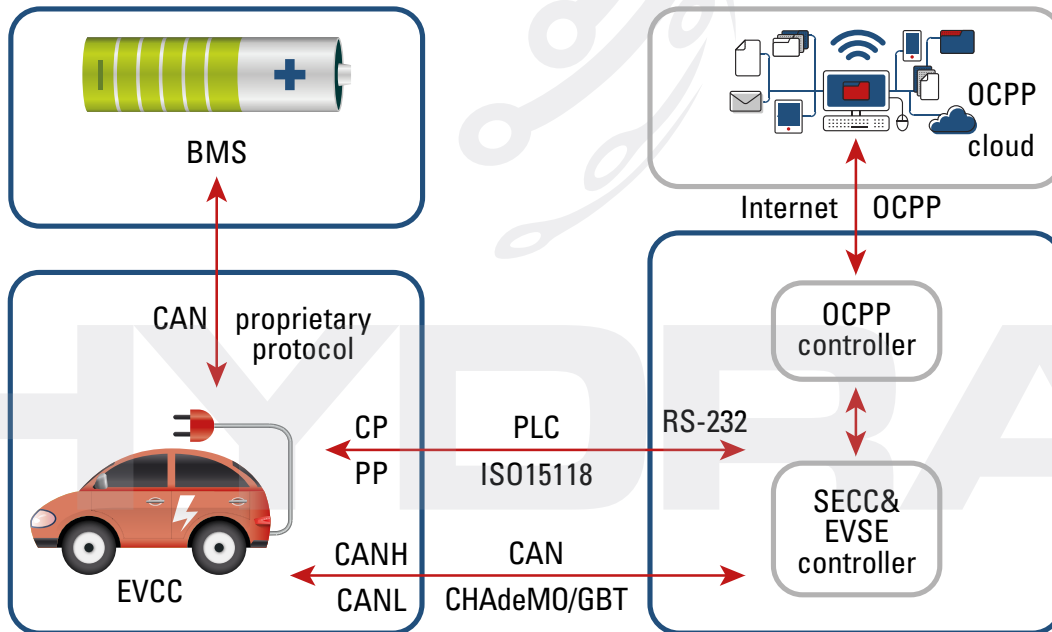 BMS
OCPP
cloud
Internet OCPP
CAN proprietary
protocol
OCPP
controller
RS-232
CP PLC
PP ISO15118
SECC&
EVSE
controller
CANH CAN
CANL CHAdeMO/GBT
EVCC
HYDRA